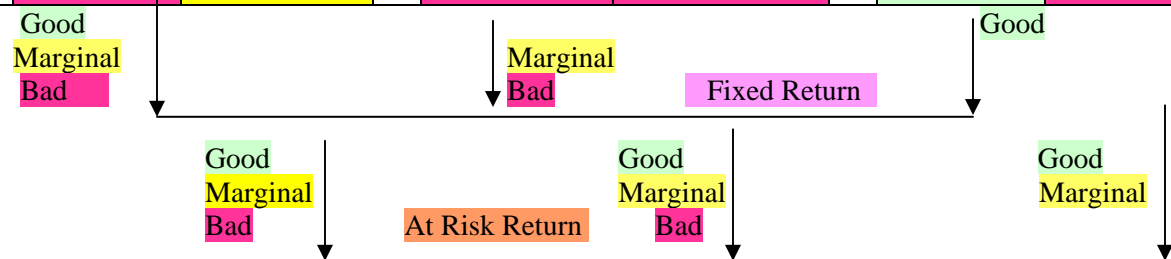 Good Good
Marginal Marginal
Bad Bad Fixed Return
Good Good Good
Marginal Marginal Marginal
Bad At Risk Return Bad